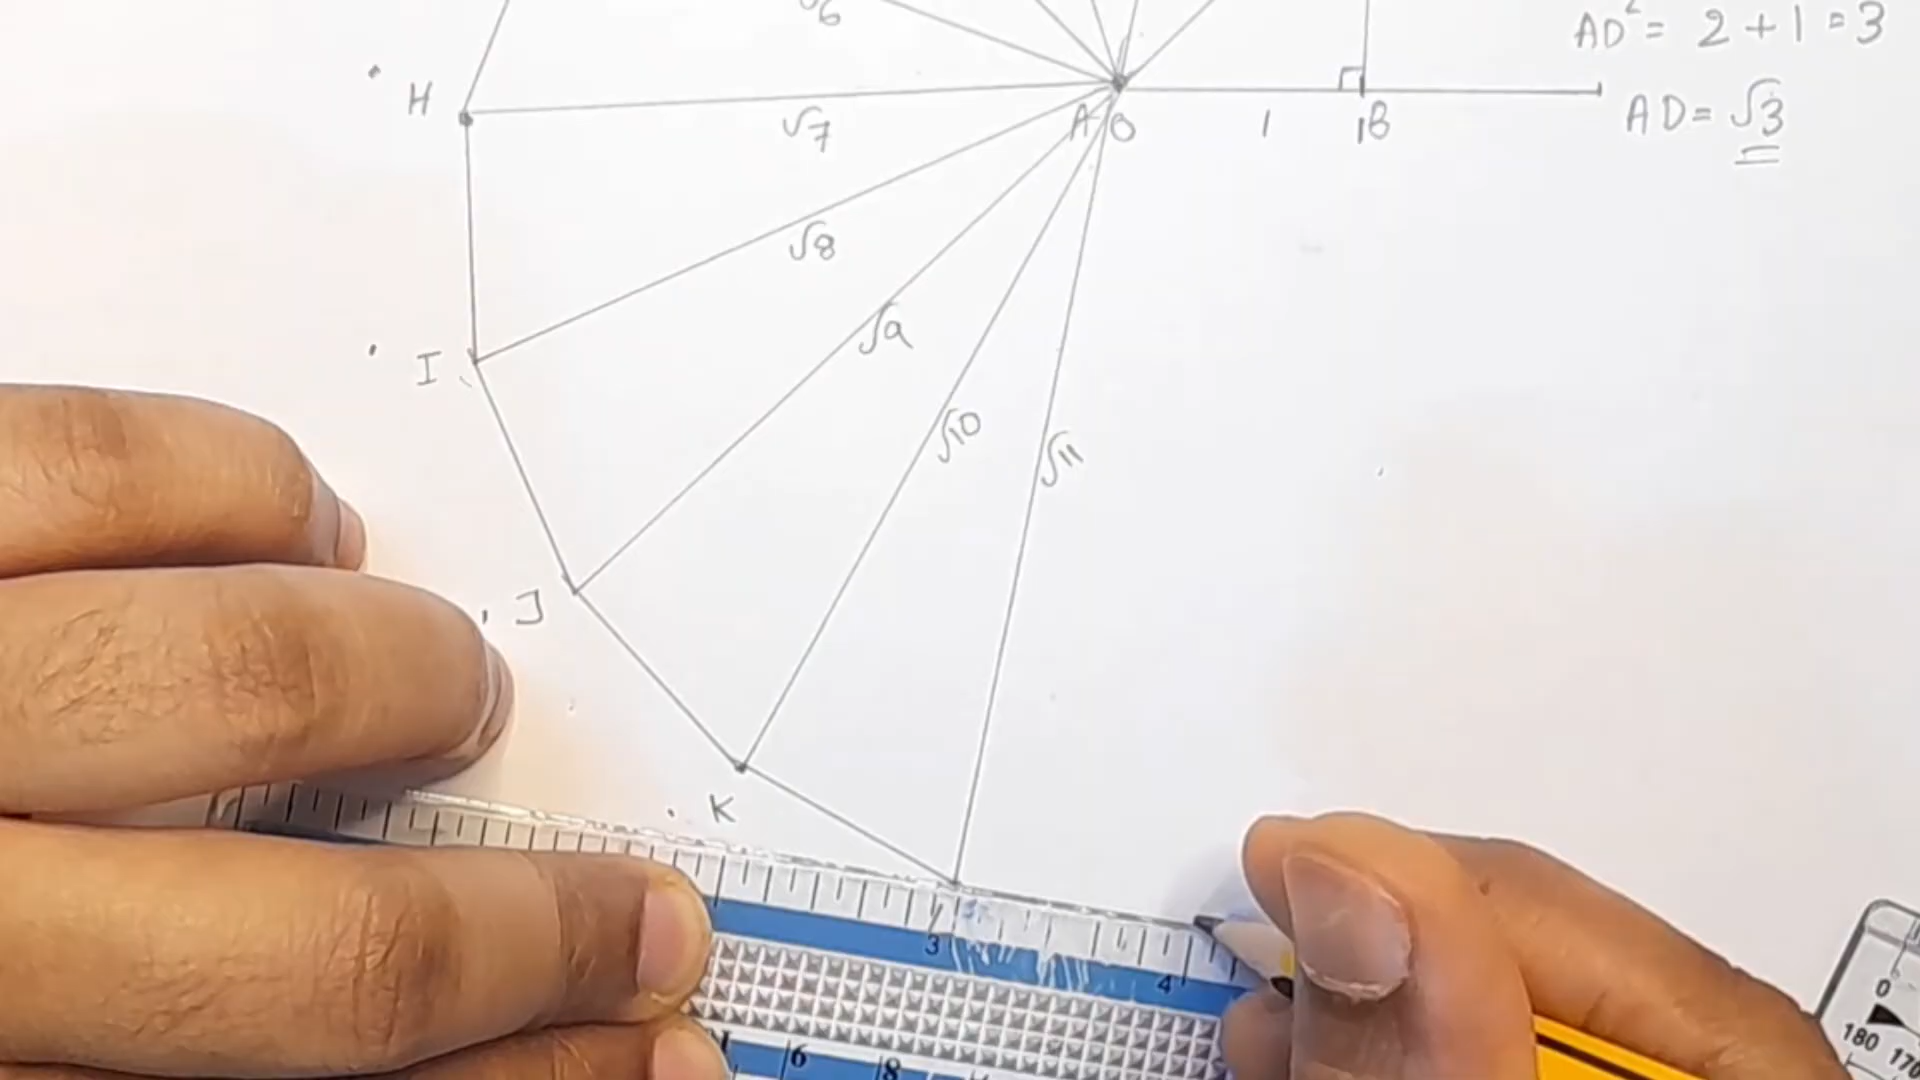 √6
AD² = 2 + 1 = 3
H
√7
A
O
1
1B
AD = √3
√8
I
√9
√10
√11
J
K
3
4
6
8
0
180 170